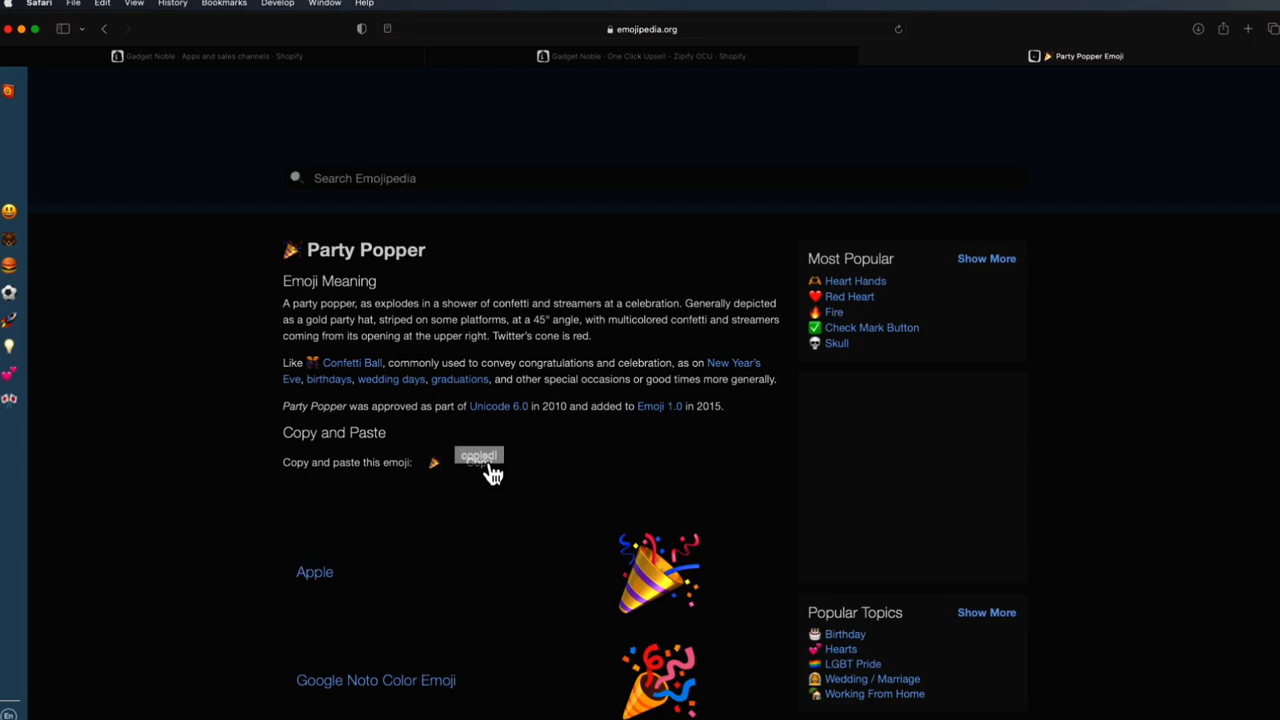 Safari File Edit View History Bookmarks Develop Window Help
emojipedia.org
Gadget Noble · Apps and sales channels · Shopify
Gadget Noble · One Click Upsell - Zipify OCU · Shopify
🎉 Party Popper Emoji
Search Emojipedia
🎉 Party Popper
Emoji Meaning
A party popper, as explodes in a shower of confetti and streamers at a celebration. Generally depicted
as a gold party hat, striped on some platforms, at a 45° angle, with multicolored confetti and streamers
coming from its opening at the upper right. Twitter's cone is red.
Like 🎊 Confetti Ball, commonly used to convey congratulations and celebration, as on New Year's
Eve, birthdays, wedding days, graduations, and other special occasions or good times more generally.
Party Popper was approved as part of Unicode 6.0 in 2010 and added to Emoji 1.0 in 2015.
Copy and Paste
Copy and paste this emoji: 🎉
copied!
Copy
Apple
Google Noto Color Emoji
Most Popular
Show More
🫶 Heart Hands
❤️ Red Heart
🔥 Fire
✅ Check Mark Button
💀 Skull
Popular Topics
Show More
🎂 Birthday
💕 Hearts
🏳️‍🌈 LGBT Pride
👰 Wedding / Marriage
🏡 Working From Home
En